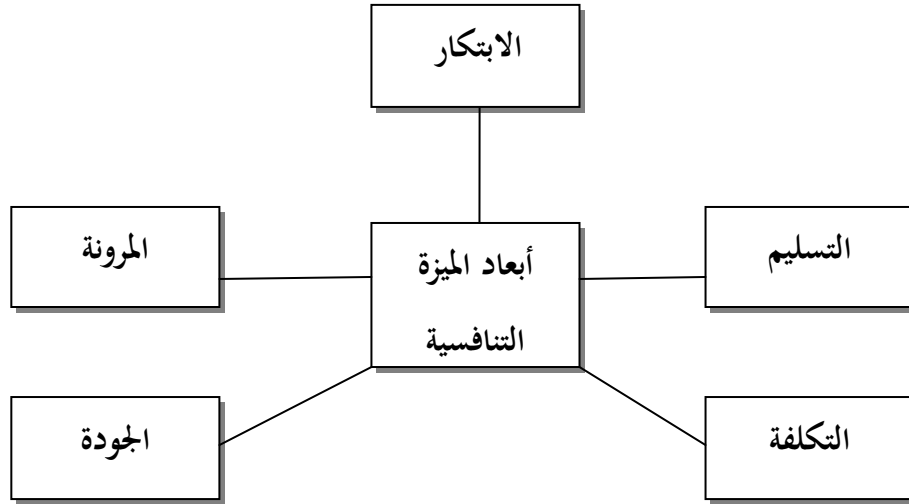 الابتكار
التسليم
أبعاد الميزة
التنافسية
المرونة
التكلفة
الجودة